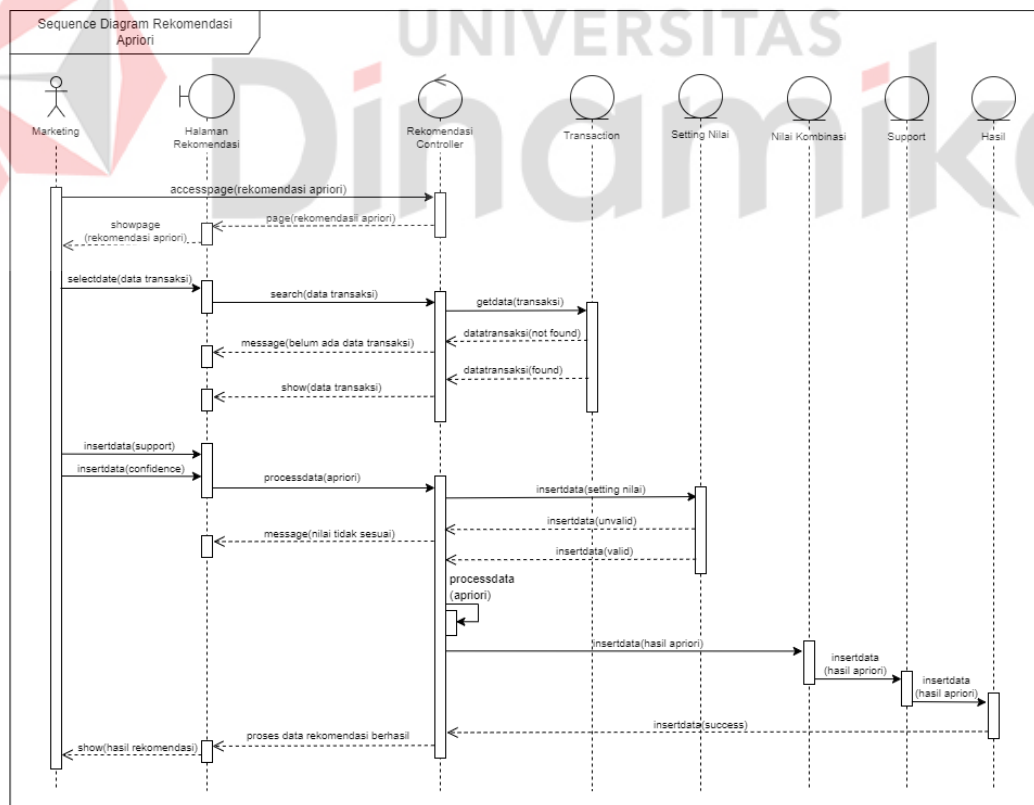 Sequence Diagram Rekomendasi
Apriori
UNIVERSITAS
Dinamika
Marketing
Halaman
Rekomendasi
Rekomendasi
Controller
Transaction
Setting Nilai
Nilai Kombinasi
Support
Hasil
accesspage(rekomendasi apriori)
page(rekomendasil apriori)
showpage
(rekomendasi apriori)
selectdate(data transaksi)
search(data transaksi)
getdata(transaksi)
datatransaksi(not found)
message(belum ada data transaksi)
datatransaksi(found)
show(data transaksi)
insertdata(support)
insertdata(confidence)
processdata(apriori)
insertdata(setting nilai)
insertdata(unvalid)
message(nilai tidak sesuai)
insertdata(valid)
processdata
(apriori)
insertdata(hasil apriori)
insertdata
(hasil apriori)
insertdata
(hasil apriori)
insertdata(success)
proses data rekomendasi berhasil
show(hasil rekomendasi)